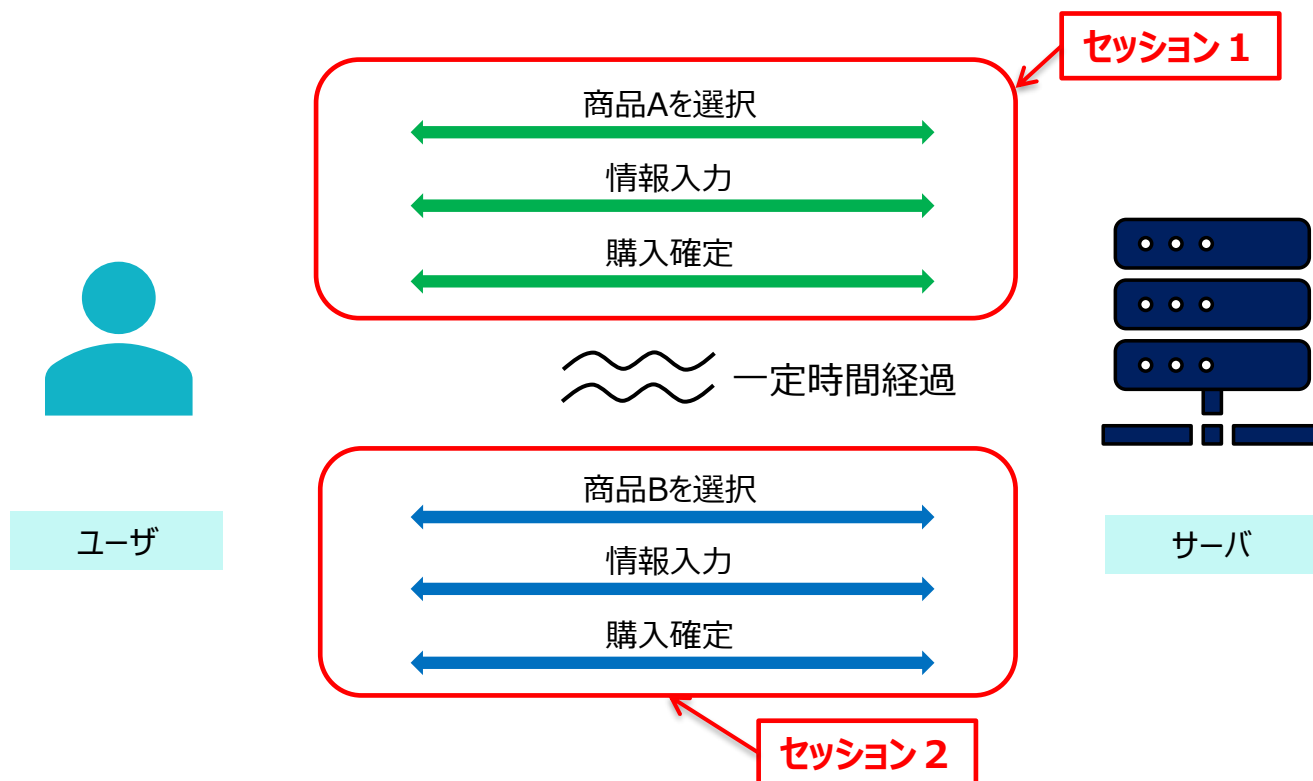 セッション１
商品Aを選択
情報入力
購入確定
一定時間経過
商品Bを選択
情報入力
購入確定
ユーザ
サーバ
セッション２